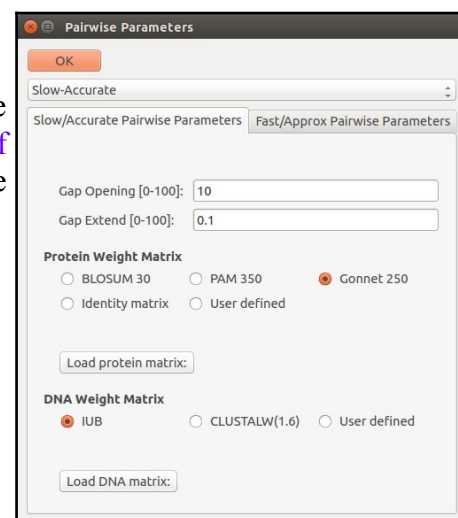 Pairwise Parameters
OK
Slow-Accurate
Slow/Accurate Pairwise Parameters Fast/Approx Pairwise Parameters
Gap Opening [0-100]: 10
Gap Extend [0-100]: 0.1
Protein Weight Matrix
BLOSUM 30 PAM 350 Gonnet 250
Identity matrix User defined
Load protein matrix:
DNA Weight Matrix
IUB CLUSTALW(1.6) User defined
Load DNA matrix: